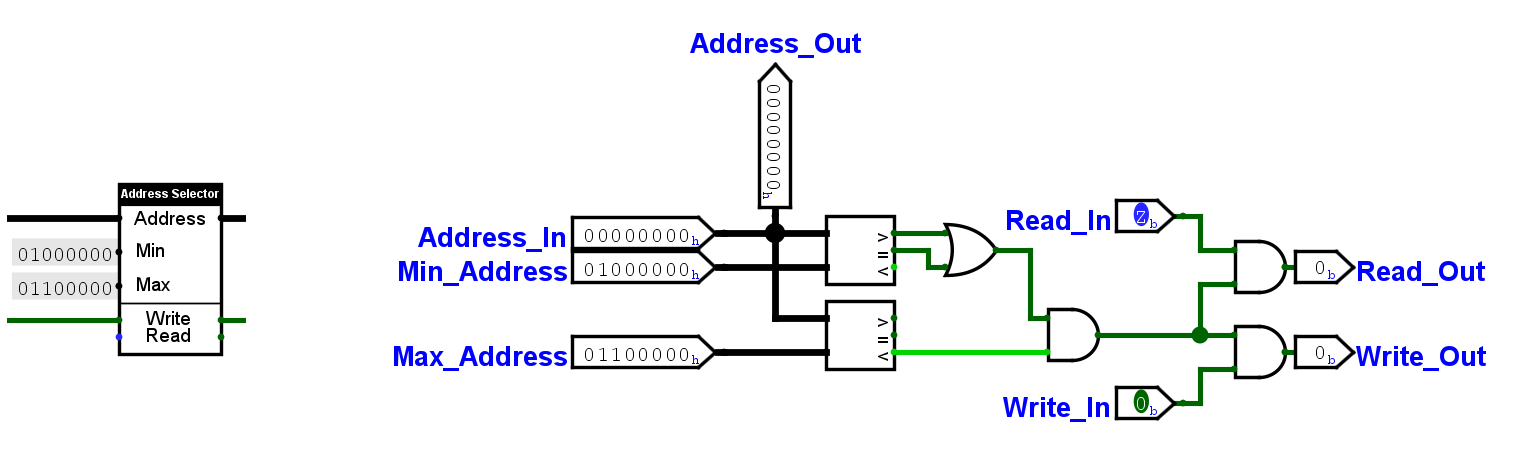 Address_Out
00000000h
Address Selector
Address
01000000 Min
01100000 Max
Write
Read
Address_In 00000000h
Min_Address 01000000h
> 
=
<
Max_Address 01100000h
>
=
<
Read_In Zb
0b Read_Out
0b Write_Out
Write_In 0b